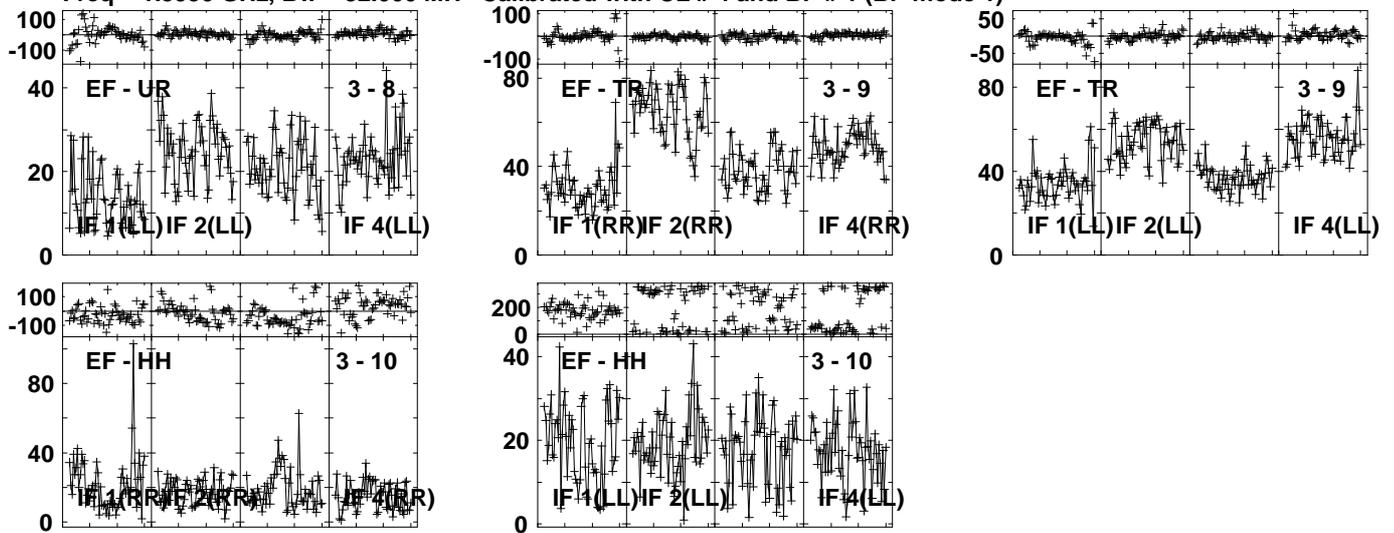 100
-100
40
20
0
EF - UR
3 - 8
IF 1(LL)
IF 2(LL)
IF 4(LL)
100
-100
80
40
0
EF - TR
3 - 9
IF 1(RR)
IF 2(RR)
IF 4(RR)
50
-50
80
40
0
EF - TR
3 - 9
IF 1(LL)
IF 2(LL)
IF 4(LL)
100
-100
80
40
0
EF - HH
3 - 10
IF 1(RR)
IF 2(RR)
IF 4(RR)
200
0
40
20
0
EF - HH
3 - 10
IF 1(LL)
IF 2(LL)
IF 4(LL)